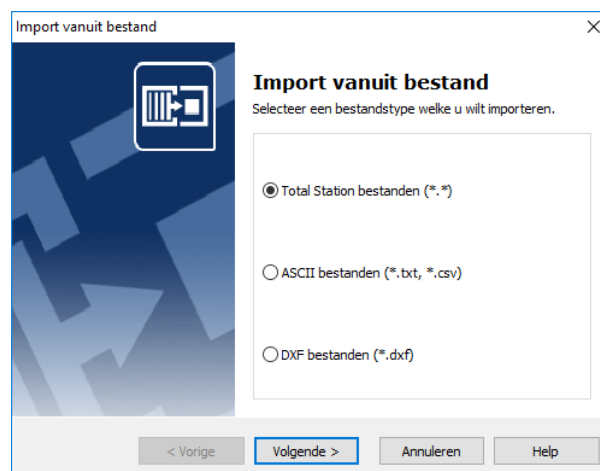 Import vanuit bestand
Import vanuit bestand
Selecteer een bestandstype welke u wilt importeren.
Total Station bestanden (*.*)
ASCII bestanden (*.txt, *.csv)
DXF bestanden (*.dxf)
< Vorige
Volgende >
Annuleren
Help